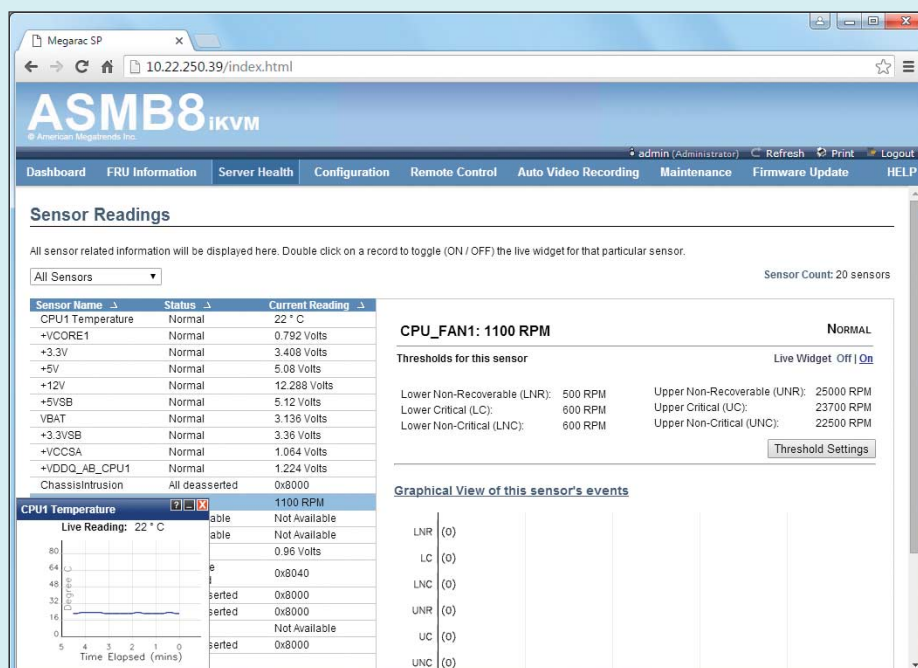 Megarac SP
10.22.250.39/index.html
ASMB8 iKVM
© American Megatrends Inc.
admin (Administrator) Refresh Print Logout
Dashboard FRU Information Server Health Configuration Remote Control Auto Video Recording Maintenance Firmware Update HELP
Sensor Readings
All sensor related information will be displayed here. Double click on a record to toggle (ON / OFF) the live widget for that particular sensor.
All Sensors
Sensor Count: 20 sensors
Sensor Name Status Current Reading
CPU1 Temperature Normal 22 ° C
+VCORE1 Normal 0.792 Volts
+3.3V Normal 3.408 Volts
+5V Normal 5.08 Volts
+12V Normal 12.288 Volts
+5VSB Normal 5.12 Volts
VBAT Normal 3.136 Volts
+3.3VSB Normal 3.36 Volts
+VCCSA Normal 1.064 Volts
+VDDQ_AB_CPU1 Normal 1.224 Volts
ChassisIntrusion All deasserted 0x8000
1100 RPM
able Not Available
able Not Available
0.96 Volts
0x8040
serted 0x8000
serted 0x8000
Not Available
serted 0x8000
CPU1 Temperature
Live Reading: 22 ° C
80
64
48
32
16
0
Degree C
5 4 3 2 1 0
Time Elapsed (mins)
CPU_FAN1: 1100 RPM NORMAL
Thresholds for this sensor Live Widget Off | On
Lower Non-Recoverable (LNR): 500 RPM Upper Non-Recoverable (UNR): 25000 RPM
Lower Critical (LC): 600 RPM Upper Critical (UC): 23700 RPM
Lower Non-Critical (LNC): 600 RPM Upper Non-Critical (UNC): 22500 RPM
Threshold Settings
Graphical View of this sensor's events
LNR (0)
LC (0)
LNC (0)
UNR (0)
UC (0)
UNC (0)